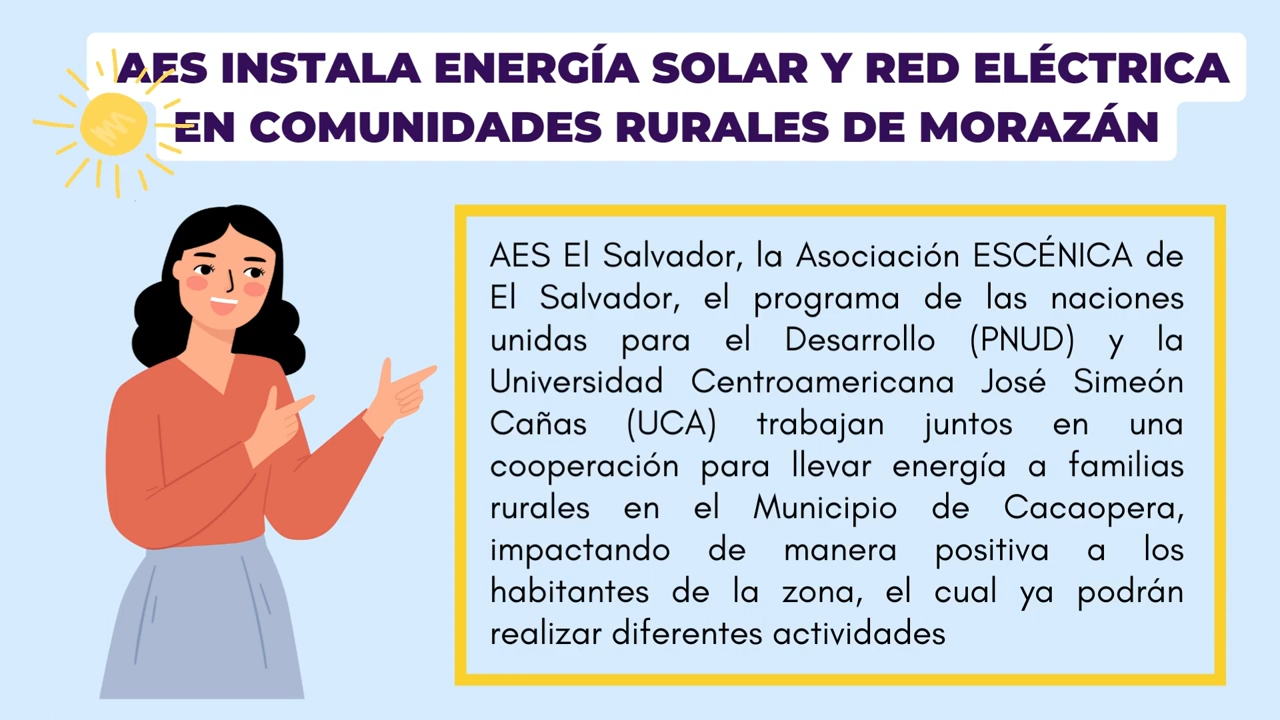 AES INSTALA ENERGÍA SOLAR Y RED ELÉCTRICA
EN COMUNIDADES RURALES DE MORAZÁN
AES El Salvador, la Asociación ESCÉNICA de
El Salvador, el programa de las naciones
unidas para el Desarrollo (PNUD) y la
Universidad Centroamericana José Simeón
Cañas (UCA) trabajan juntos en una
cooperación para llevar energía a familias
rurales en el Municipio de Cacaopera,
impactando de manera positiva a los
habitantes de la zona, el cual ya podrán
realizar diferentes actividades